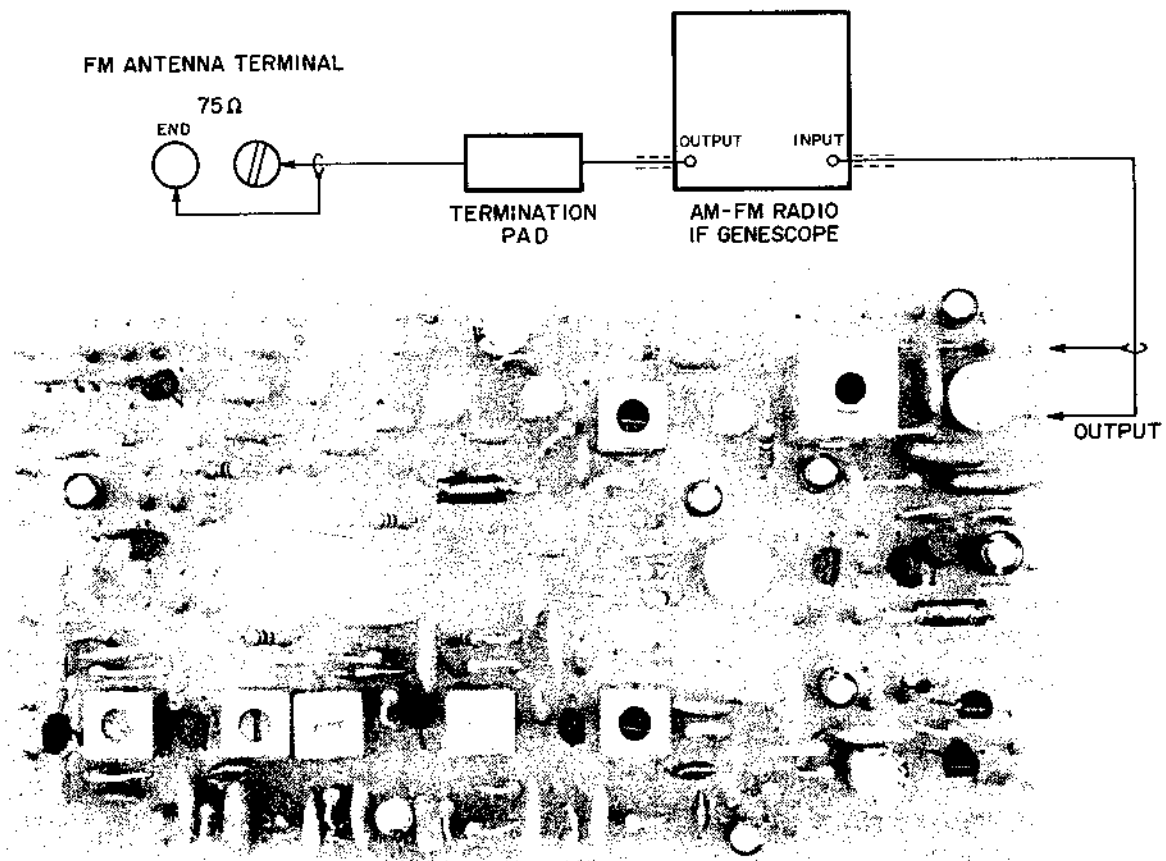 FM ANTENNA TERMINAL
75Ω
END
OUTPUT
INPUT
TERMINATION
PAD
AM-FM RADIO
IF GENESCOPE
OUTPUT